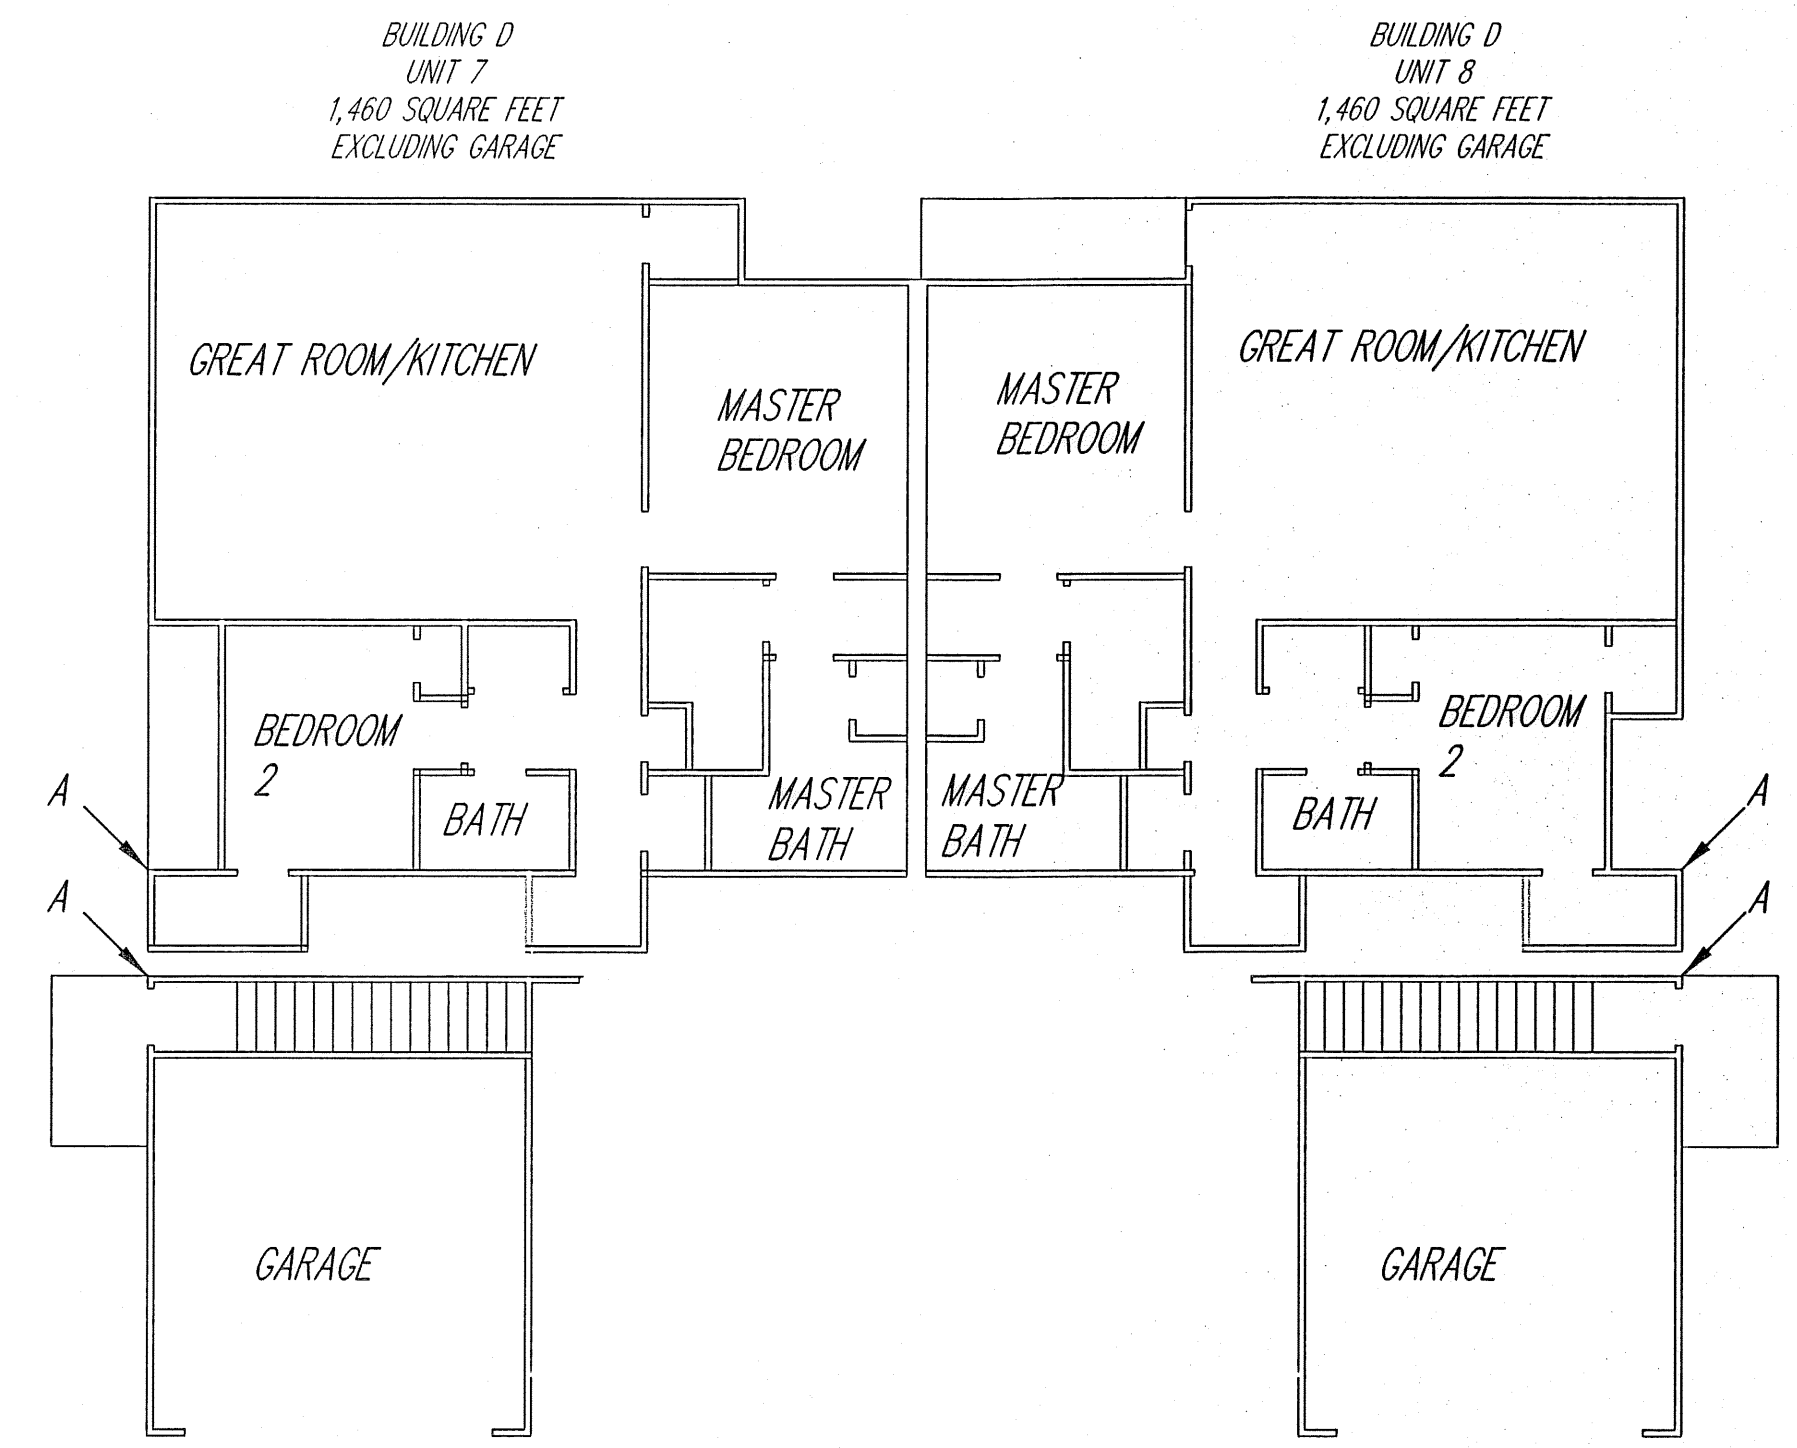 BUILDING D
UNIT 7
1,460 SQUARE FEET
EXCLUDING GARAGE
BUILDING D
UNIT 8
1,460 SQUARE FEET
EXCLUDING GARAGE
GREAT ROOM/KITCHEN
MASTER
BEDROOM
MASTER
BEDROOM
GREAT ROOM/KITCHEN
BEDROOM
2
BATH
MASTER
BATH
MASTER
BATH
BATH
BEDROOM
2
A
A
A
A
GARAGE
GARAGE